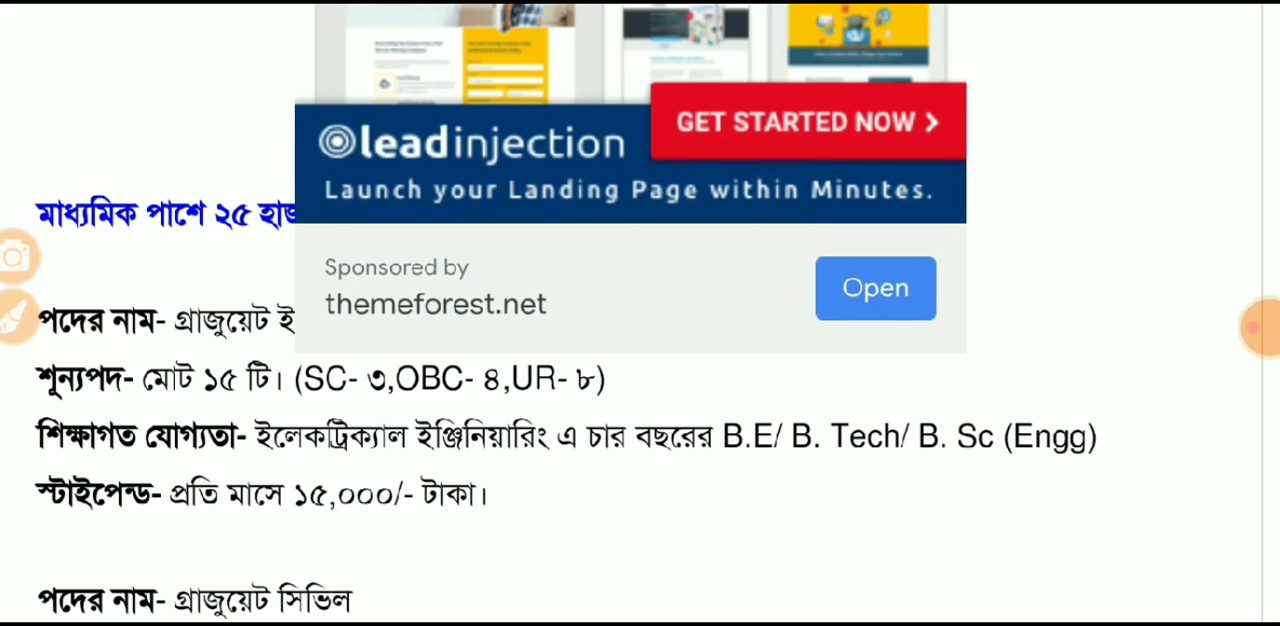 GET STARTED NOW
leadinjection
Launch your Landing Page within Minutes.
মাধ্যমিক পাশে ২৫
Sponsored by
themeforest.net
Open
পদের নাম- গ্রাজুয়েট
শূন্যপদ- মোট ১৫ টি। (SC- ৩,OBC- ৪,UR- ৮)
শিক্ষাগত যোগ্যতা- ইলেকট্রিক্যাল ইঞ্জিনিয়ারিং এ চার বছরের B.E/ B. Tech/ B. Sc (Engg)
স্টাইপেন্ড- প্রতি মাসে ১৫,০০০/- টাকা।
পদের নাম- গ্রাজুয়েট সিভিল